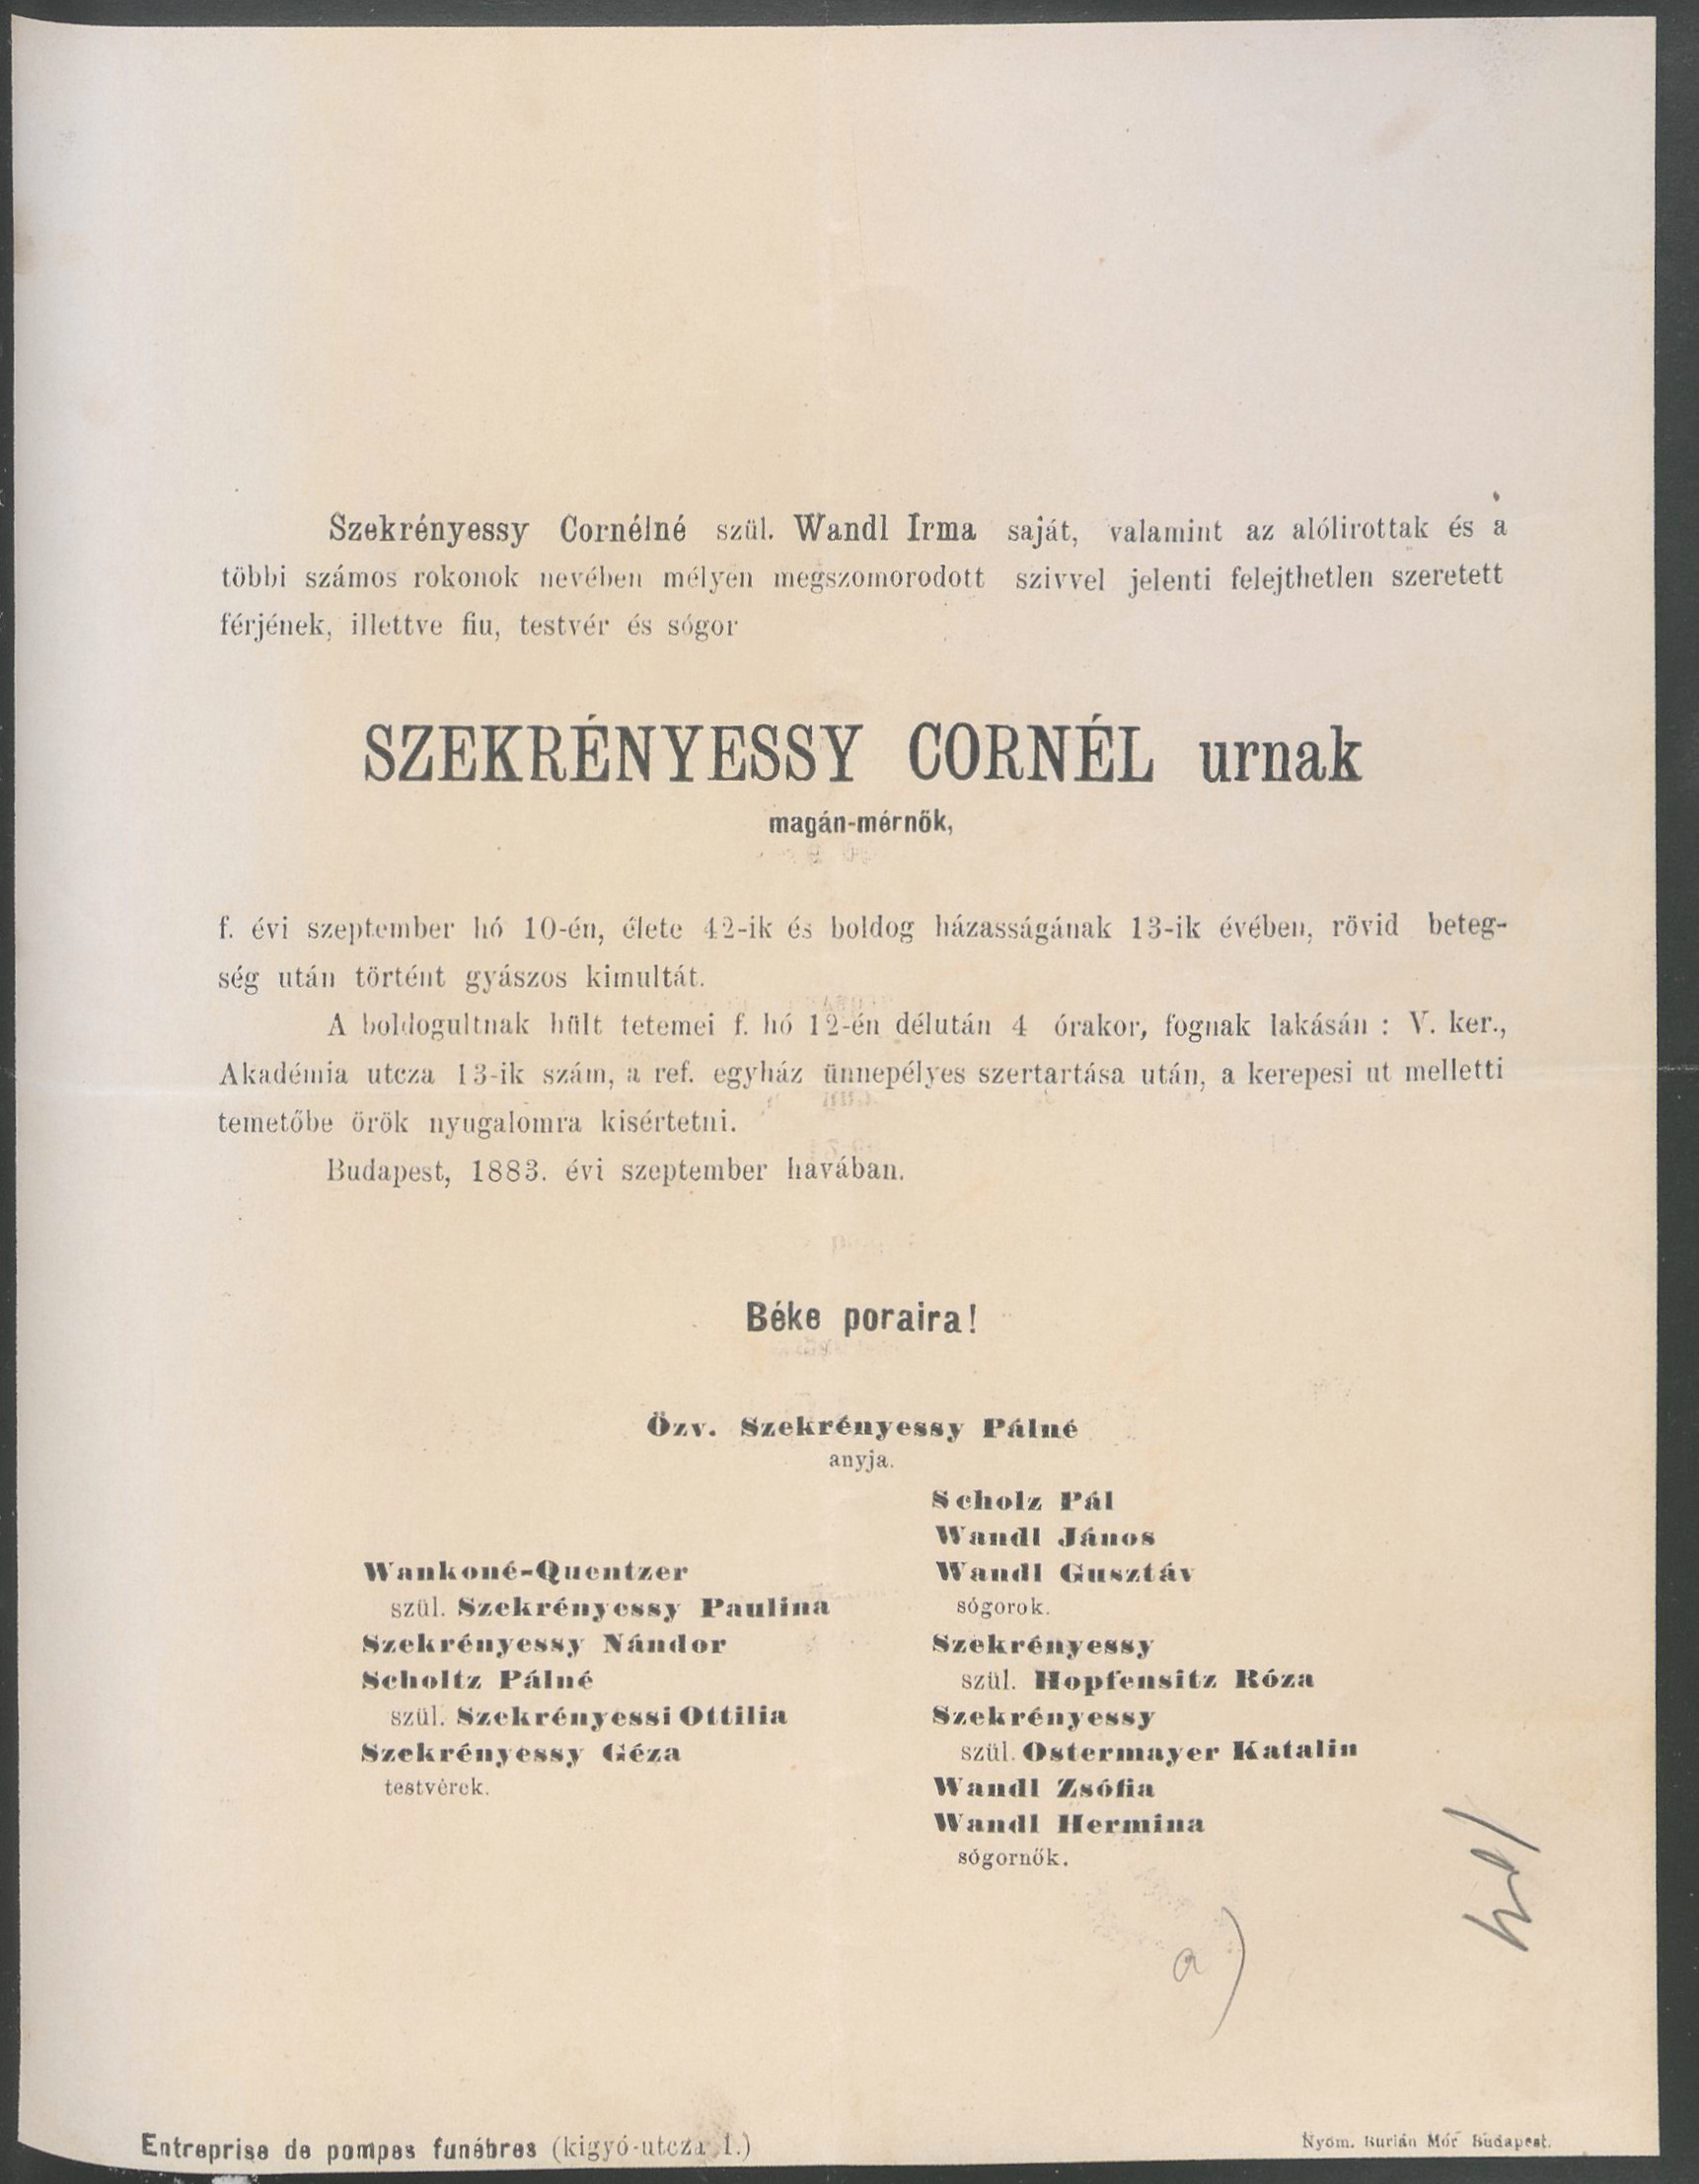 Szekrényessy Cornélné szül. Wandl Irma saját, valamint az alólirottak és a
többi számos rokonok nevében mélyen megszomorodott szivvel jelenti felejthetlen szeretett
férjének, illettve fiu, testvér és sógor
SZEKRÉNYESSY CORNÉL urnak
magán-mérnök,
f. évi szeptember hó 10-én, élete 42-ik és boldog házasságának 13-ik évében, rövid beteg-
ség után történt gyászos kimultát.
A boldogultnak hült tetemei f. hó 12-én délután 4 órakor, fognak lakásán : V. ker.,
Akadémia utcza 13-ik szám, a ref. egyház ünnepélyes szertartása után, a kerepesi ut melletti
temetőbe örök nyugalomra kisértetni.
Budapest, 1883. évi szeptember havában.
Béke poraira!
Özv. Szekrényessy Pálné
anyja.
Wankoné-Quentzer
szül. Szekrényessy Paulina
Szekrényessy Nándor
Scholtz Pálné
szül. Szekrényessi Ottilia
Szekrényessy Géza
testvérek.
Scholz Pál
Wandl János
Wandl Gusztáv
sógorok.
Szekrényessy
szül. Hopfensitz Róza
Szekrényessy
szül. Ostermayer Katalin
Wandl Zsófia
Wandl Hermina
sógornők.
a)
Entreprise de pompes funébres (kigyó-utcza 1.)
Nyom. Burián Mór Budapest.